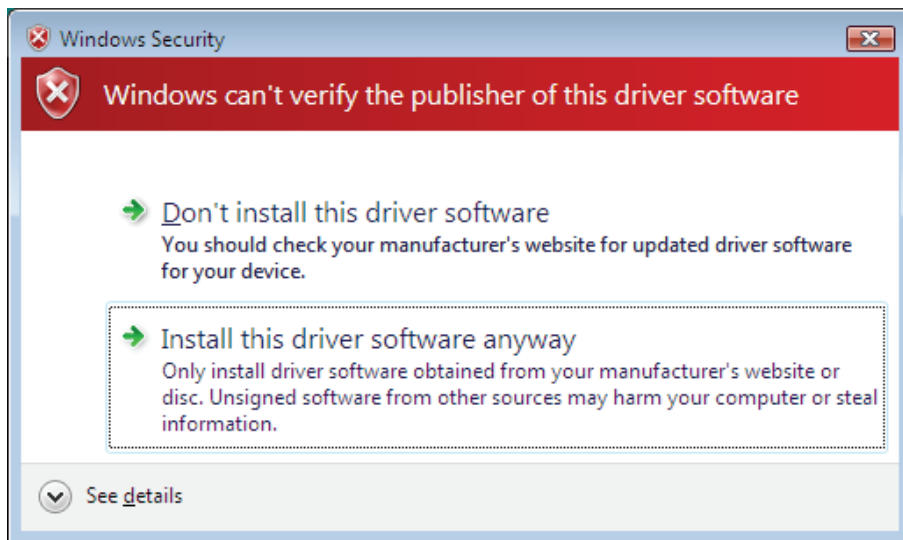 Windows Security
Windows can't verify the publisher of this driver software
Don't install this driver software
You should check your manufacturer's website for updated driver software
for your device.
Install this driver software anyway
Only install driver software obtained from your manufacturer's website or
disc. Unsigned software from other sources may harm your computer or steal
information.
See details